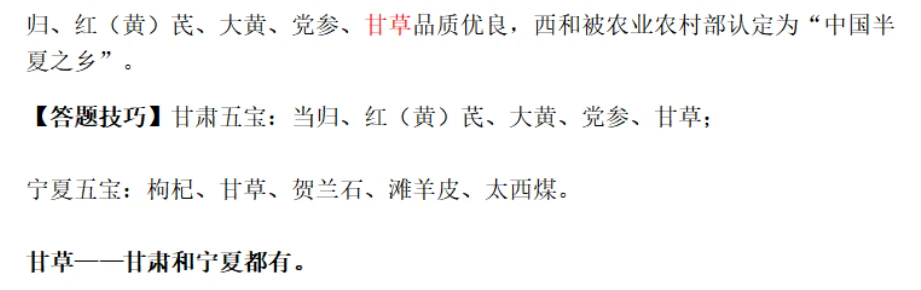 归、红（黄）芪、大黄、党参、甘草品质优良，西和被农业农村部认定为“中国半
夏之乡”。
【答题技巧】甘肃五宝：当归、红（黄）芪、大黄、党参、甘草；
宁夏五宝：枸杞、甘草、贺兰石、滩羊皮、太西煤。
甘草——甘肃和宁夏都有。